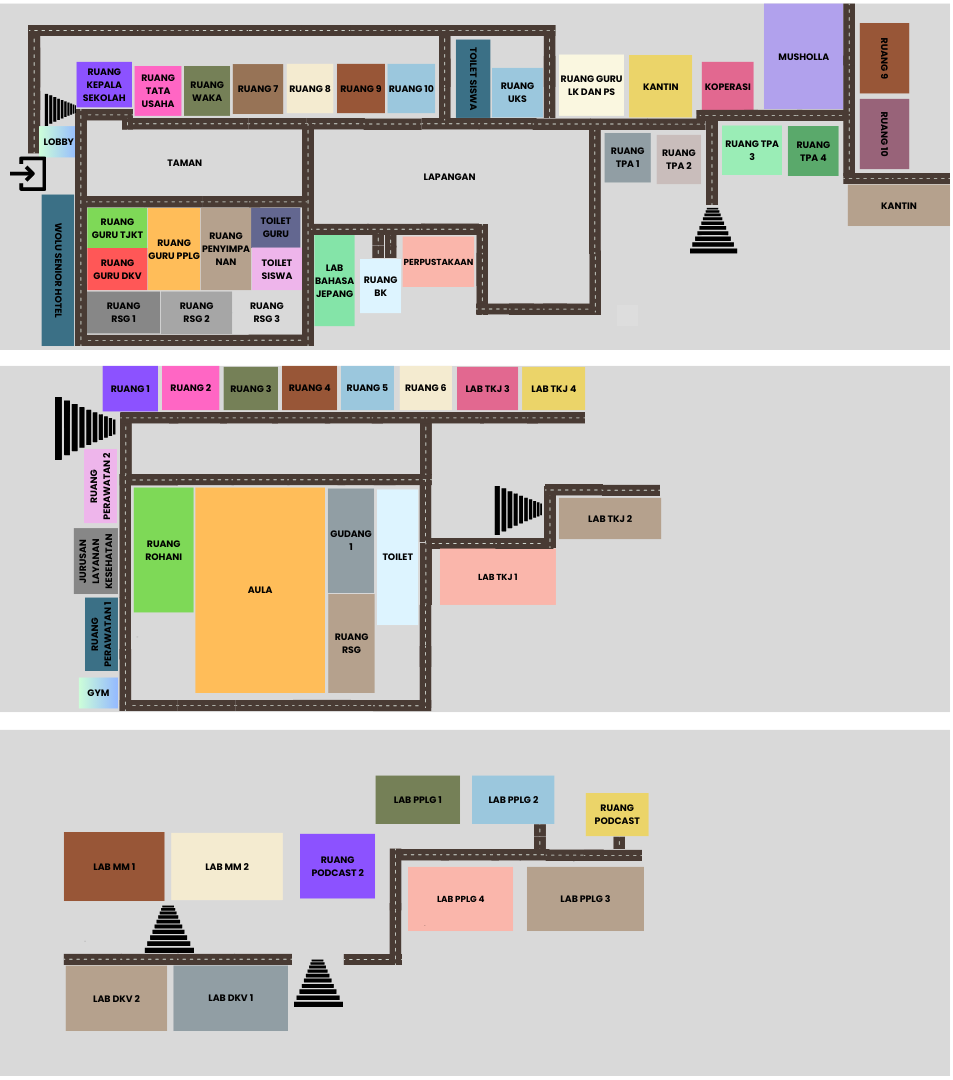 RUANG
KEPALA
SEKOLAH
RUANG
TATA
USAHA
RUANG
WAKA
RUANG 7
RUANG 8
RUANG 9
RUANG 10
TOILET SISWA
RUANG
UKS
RUANG GURU
LK DAN PS
KANTIN
KOPERASI
MUSHOLLA
RUANG 9
RUANG 10
KANTIN
LOBBY
TAMAN
LAPANGAN
RUANG
TPA 1
RUANG
TPA 2
RUANG TPA
3
RUANG
TPA 4
WOLU SENIOR HOTEL
RUANG
GURU TJKT
RUANG
GURU DKV
RUANG
GURU PPLG
RUANG
PENYIMPA
NAN
TOILET
GURU
TOILET
SISWA
RUANG
RSG 1
RUANG
RSG 2
RUANG
RSG 3
LAB
BAHASA
JEPANG
RUANG
BK
PERPUSTAKAAN
RUANG 1
RUANG 2
RUANG 3
RUANG 4
RUANG 5
RUANG 6
LAB TKJ 3
LAB TKJ 4
RUANG
PERAWATAN 2
JURUSAN
LAYANAN
KESEHATAN
RUANG
PERAWATAN 1
GYM
RUANG
ROHANI
AULA
GUDANG
1
RUANG
RSG
TOILET
LAB TKJ 1
LAB TKJ 2
LAB PPLG 1
LAB PPLG 2
RUANG
PODCAST
LAB MM 1
LAB MM 2
RUANG
PODCAST 2
LAB PPLG 4
LAB PPLG 3
LAB DKV 2
LAB DKV 1